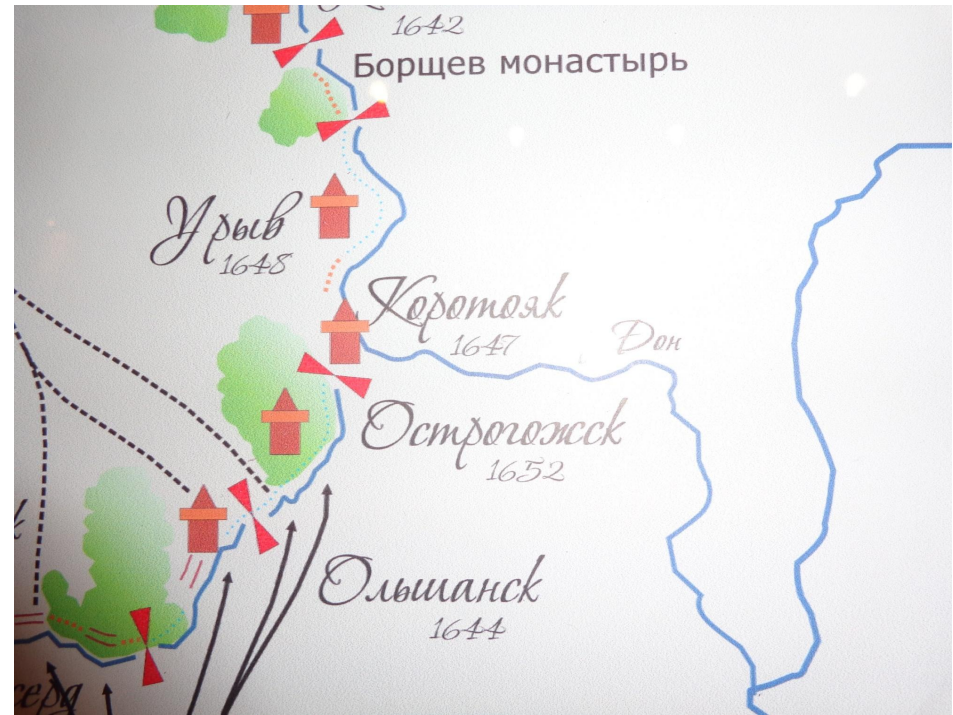 1642
Борщев монастырь
Урыв
1648
Коротояк
1647
Дон
Острогожск
1652
Ольшанск
1644